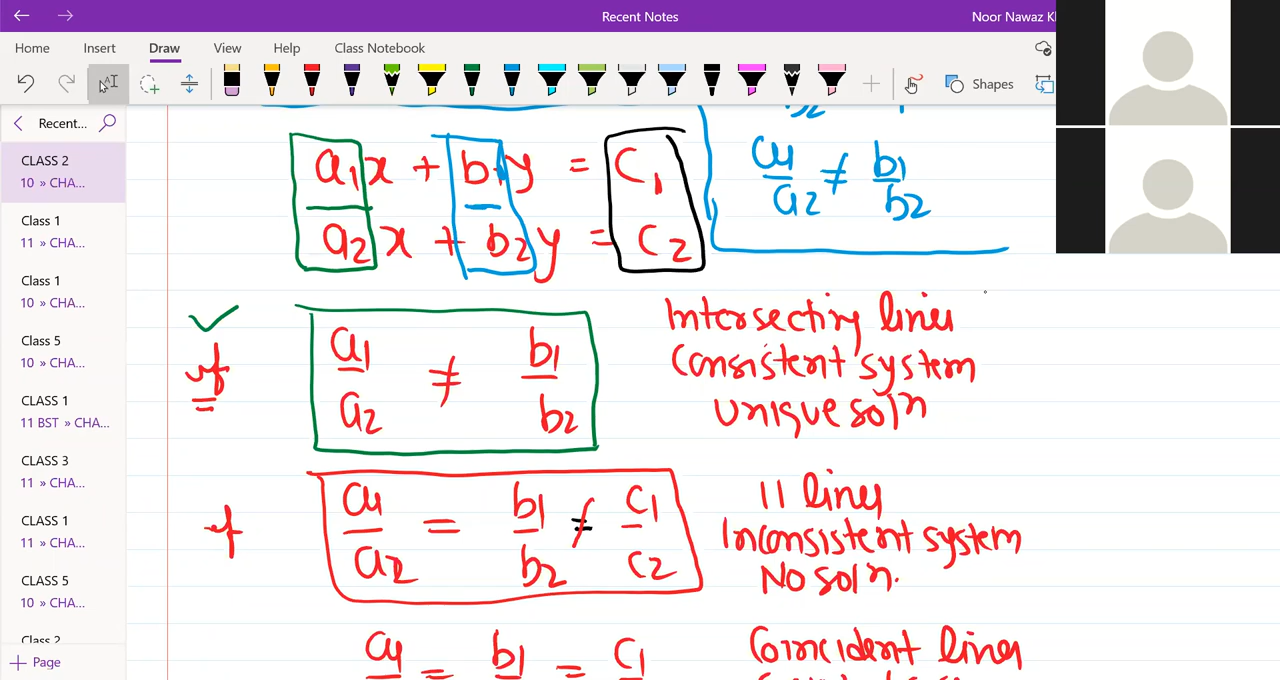 Recent Notes
Noor Nawaz Kh
Home Insert Draw View Help Class Notebook
Shapes
Recent...
CLASS 2
10 » CHA...
Class 1
11 » CHA...
Class 1
10 » CHA...
Class 5
10 » CHA...
CLASS 1
11 BST » CHA...
CLASS 3
11 » CHA...
CLASS 1
11 » CHA...
CLASS 5
10 » CHA...
Class 2
Page
a1x + b1y = C1
a2x + b2y = C2
b2
a1/a2 ≠ b1/b2
if a1/a2 ≠ b1/b2
Intersecting lines
Consistent system
unique soln
if a1/a2 = b1/b2 ≠ C1/C2
|| lines
Inconsistent system
No soln.
a1 = b1 = C1
Coincident lines